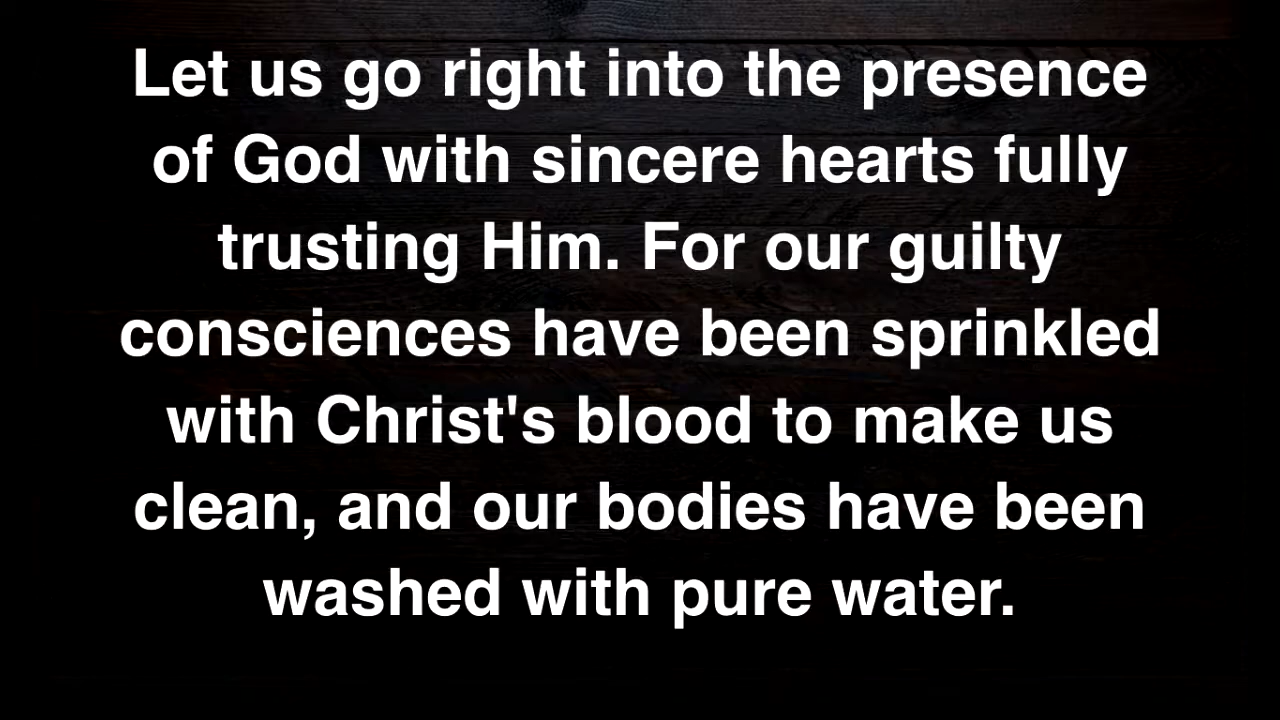 Let us go right into the presence
of God with sincere hearts fully
trusting Him. For our guilty
consciences have been sprinkled
with Christ's blood to make us
clean, and our bodies have been
washed with pure water.